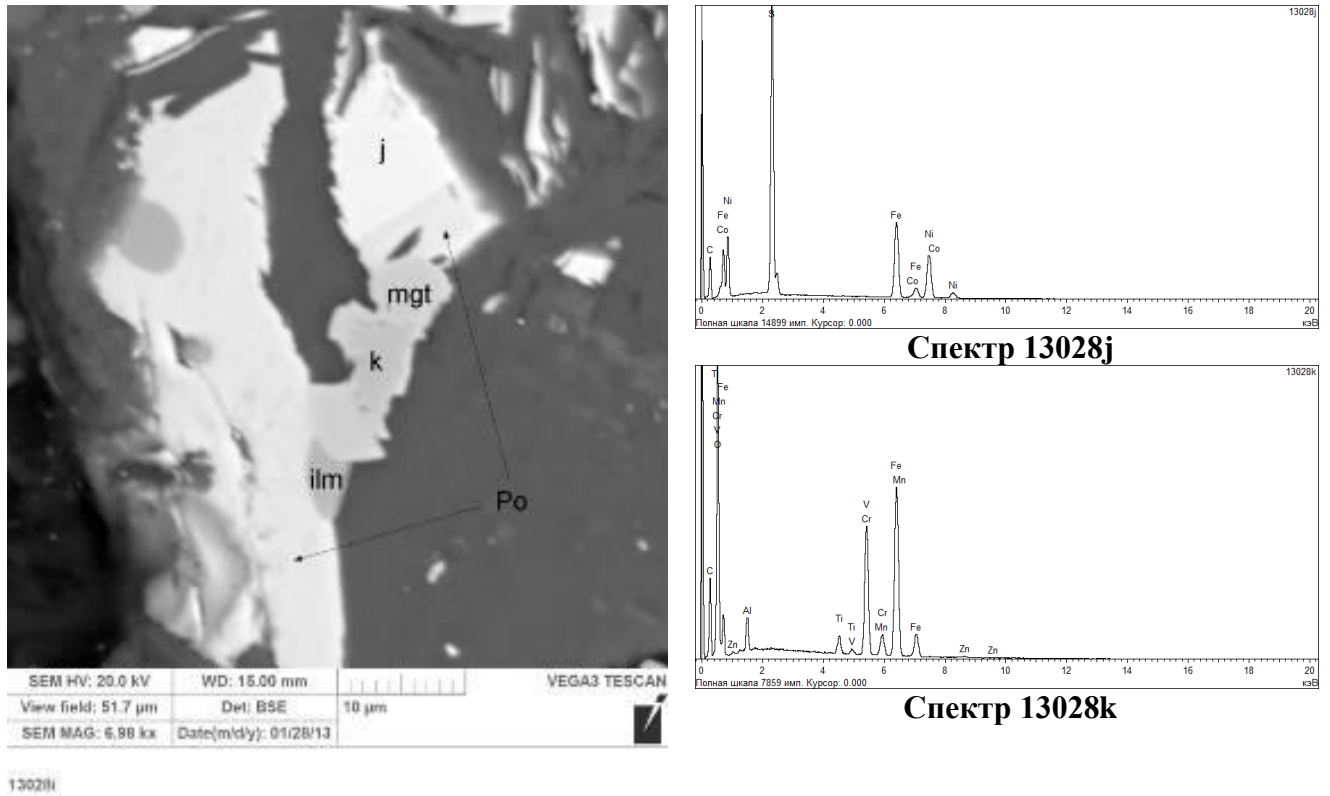 j
mgt
k
ilm
Po
SEM HV: 20.0 kV WD: 15.00 mm VEGA3 TESCAN
View field: 51.7 µm Det: BSE 10 µm
SEM MAG: 6.98 kx Date(m/d/y): 01/28/13
13028j
S
Ni
Fe
Co
C
Fe
Fe
Co
Ni
Co
Ni
0 2 4 6 8 10 12 14 16 18 20
Полная шкала 14899 имп. Курсор: 0.000 кэВ
Спектр 13028j
13028k
T
Fe
Mn
Cr
V
O
C
Zn
Al
Ti
Ti
V
V
Cr
Cr
Mn
Fe
Mn
Fe
Zn
Zn
0 2 4 6 8 10 12 14 16 18 20
Полная шкала 7859 имп. Курсор: 0.000 кэВ
Спектр 13028k